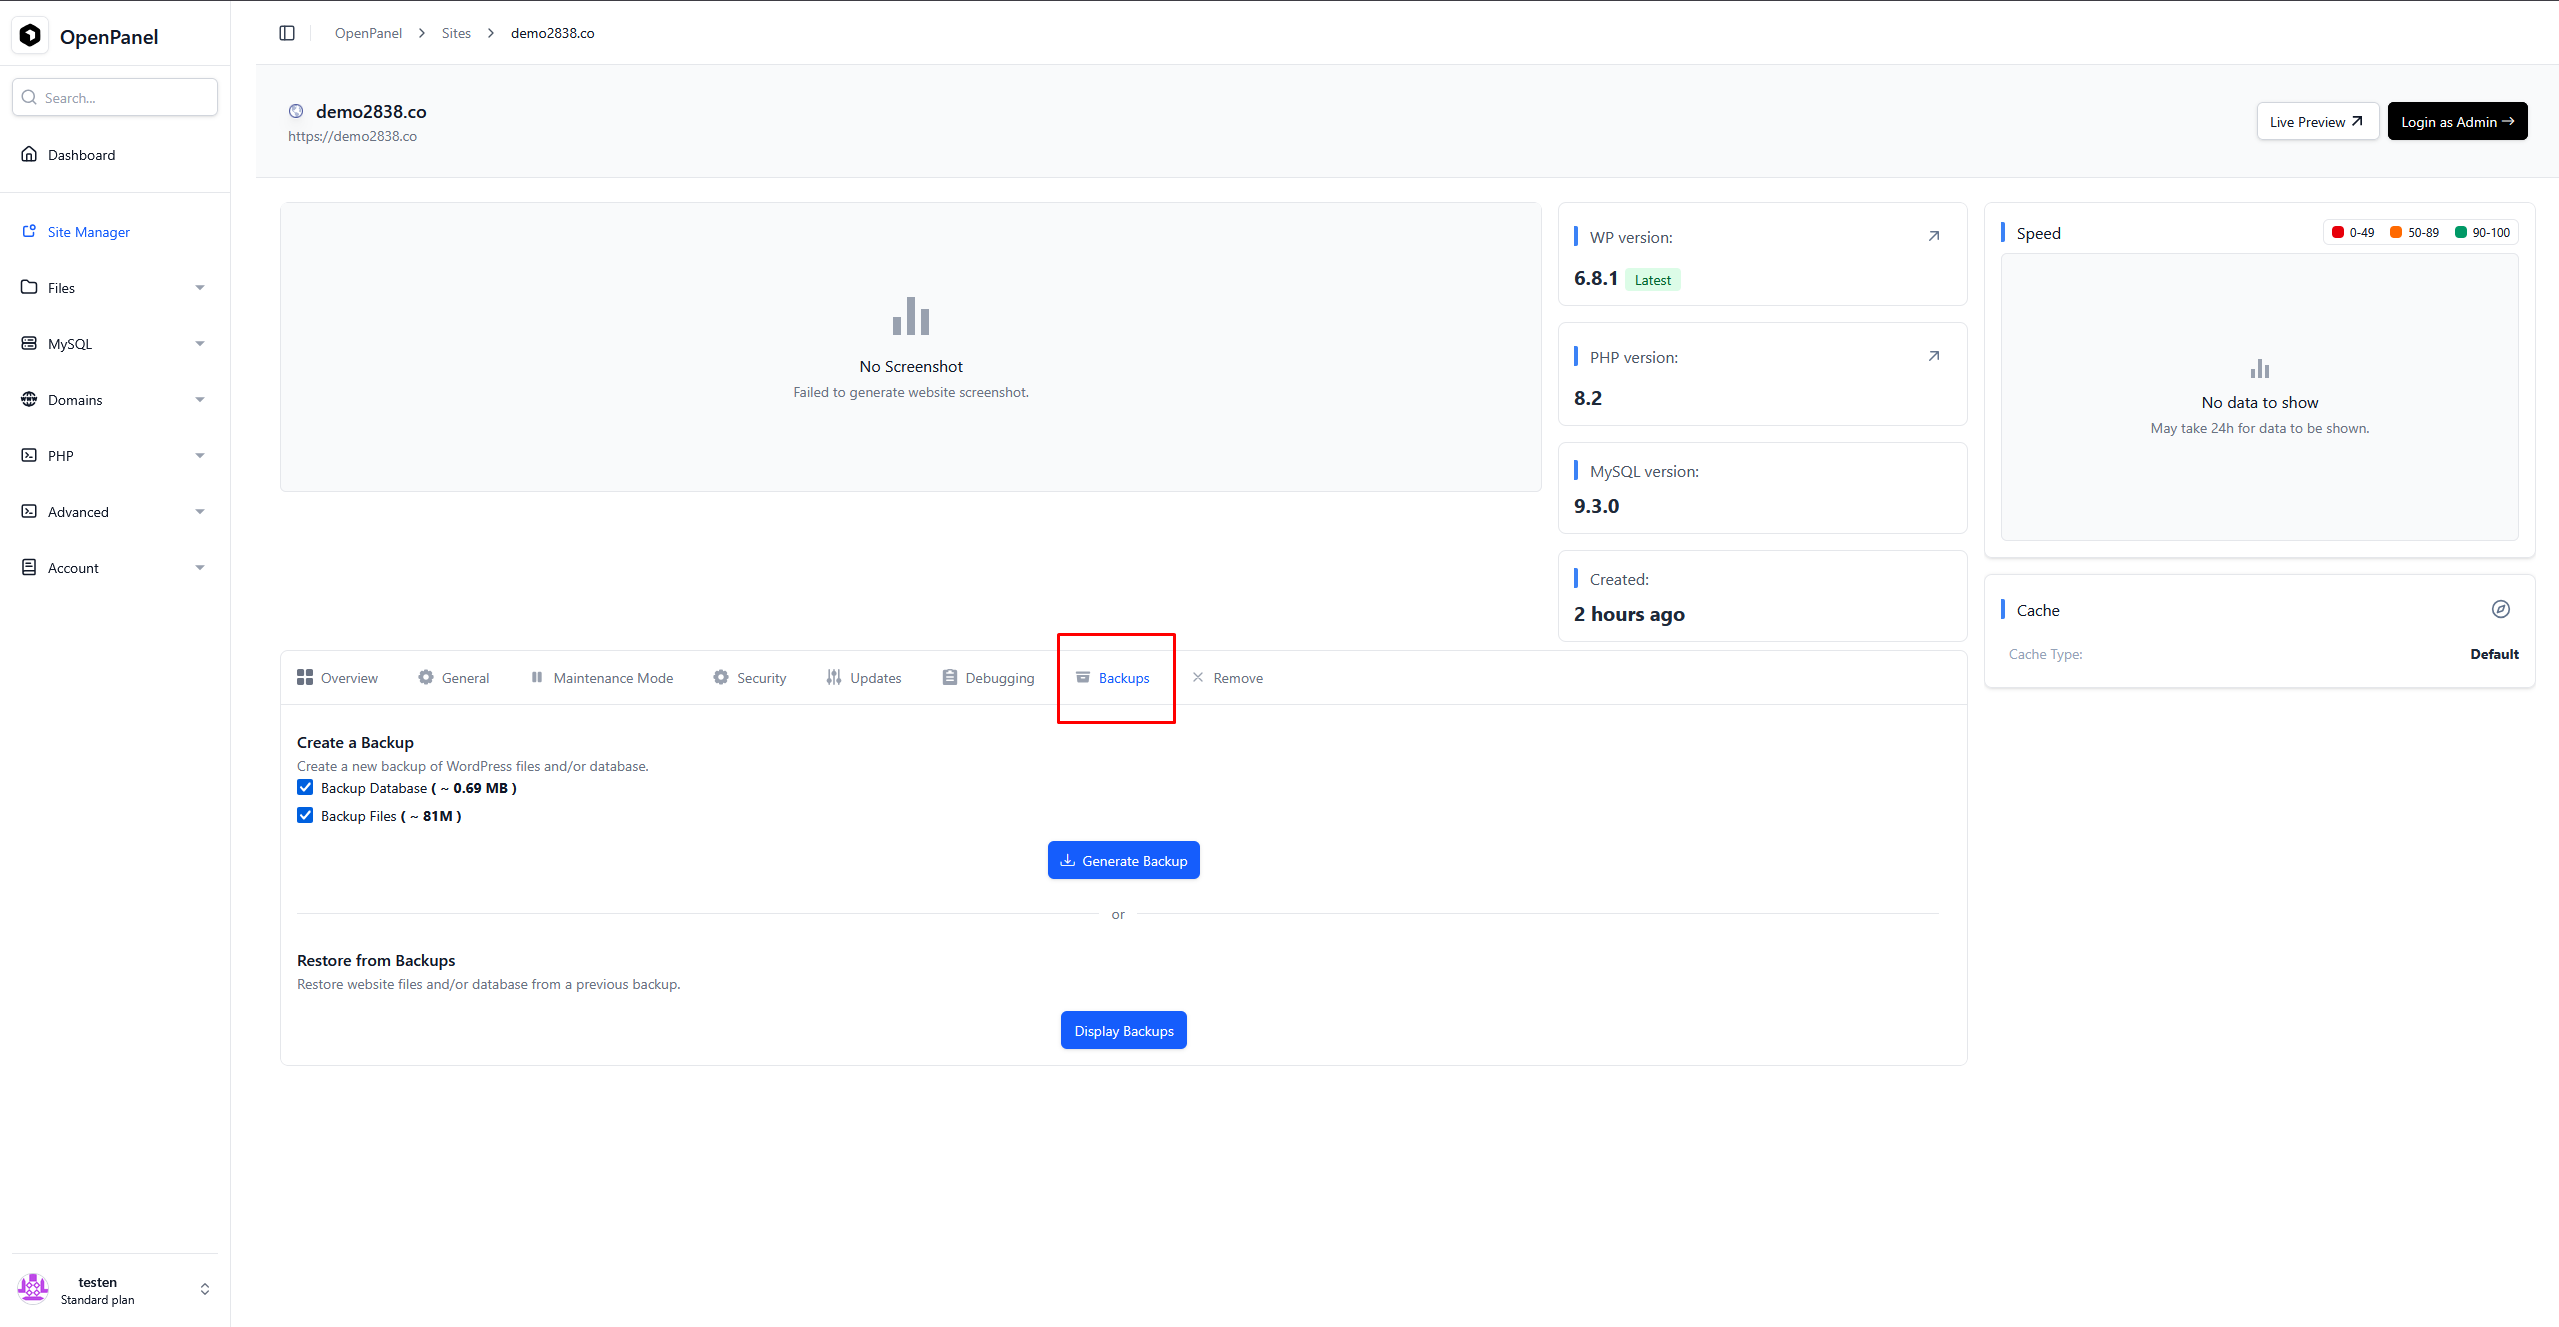 OpenPanel
Search...
Dashboard
Site Manager
Files
MySQL
Domains
PHP
Advanced
Account
testen
Standard plan
OpenPanel > Sites > demo2838.co
demo2838.co
https://demo2838.co
Live Preview
Login as Admin
No Screenshot
Failed to generate website screenshot.
WP version:
6.8.1 Latest
PHP version:
8.2
MySQL version:
9.3.0
Created:
2 hours ago
Speed 0-49 50-89 90-100
No data to show
May take 24h for data to be shown.
Cache
Cache Type: Default
Overview General Maintenance Mode Security Updates Debugging Backups Remove
Create a Backup
Create a new backup of WordPress files and/or database.
Backup Database ( ~ 0.69 MB )
Backup Files ( ~ 81M )
Generate Backup
or
Restore from Backups
Restore website files and/or database from a previous backup.
Display Backups